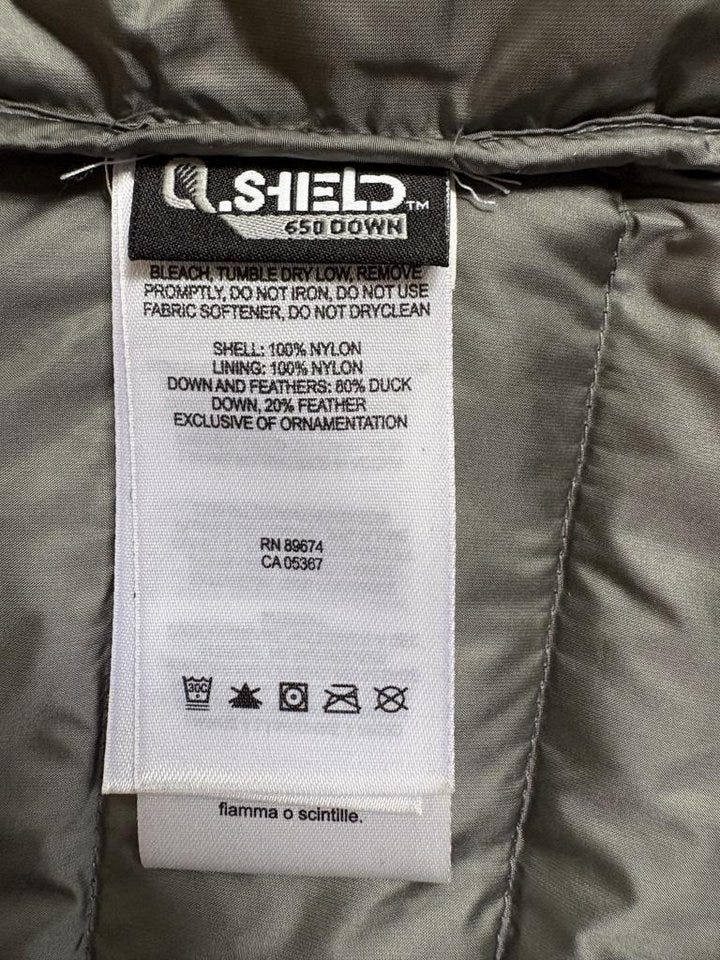 Q.SHIELD™
650 DOWN
BLEACH, TUMBLE DRY LOW, REMOVE
PROMPTLY, DO NOT IRON, DO NOT USE
FABRIC SOFTENER, DO NOT DRYCLEAN
SHELL: 100% NYLON
LINING: 100% NYLON
DOWN AND FEATHERS: 80% DUCK
DOWN, 20% FEATHER
EXCLUSIVE OF ORNAMENTATION
RN 89674
CA 05367
30C
fiamma o scintille.